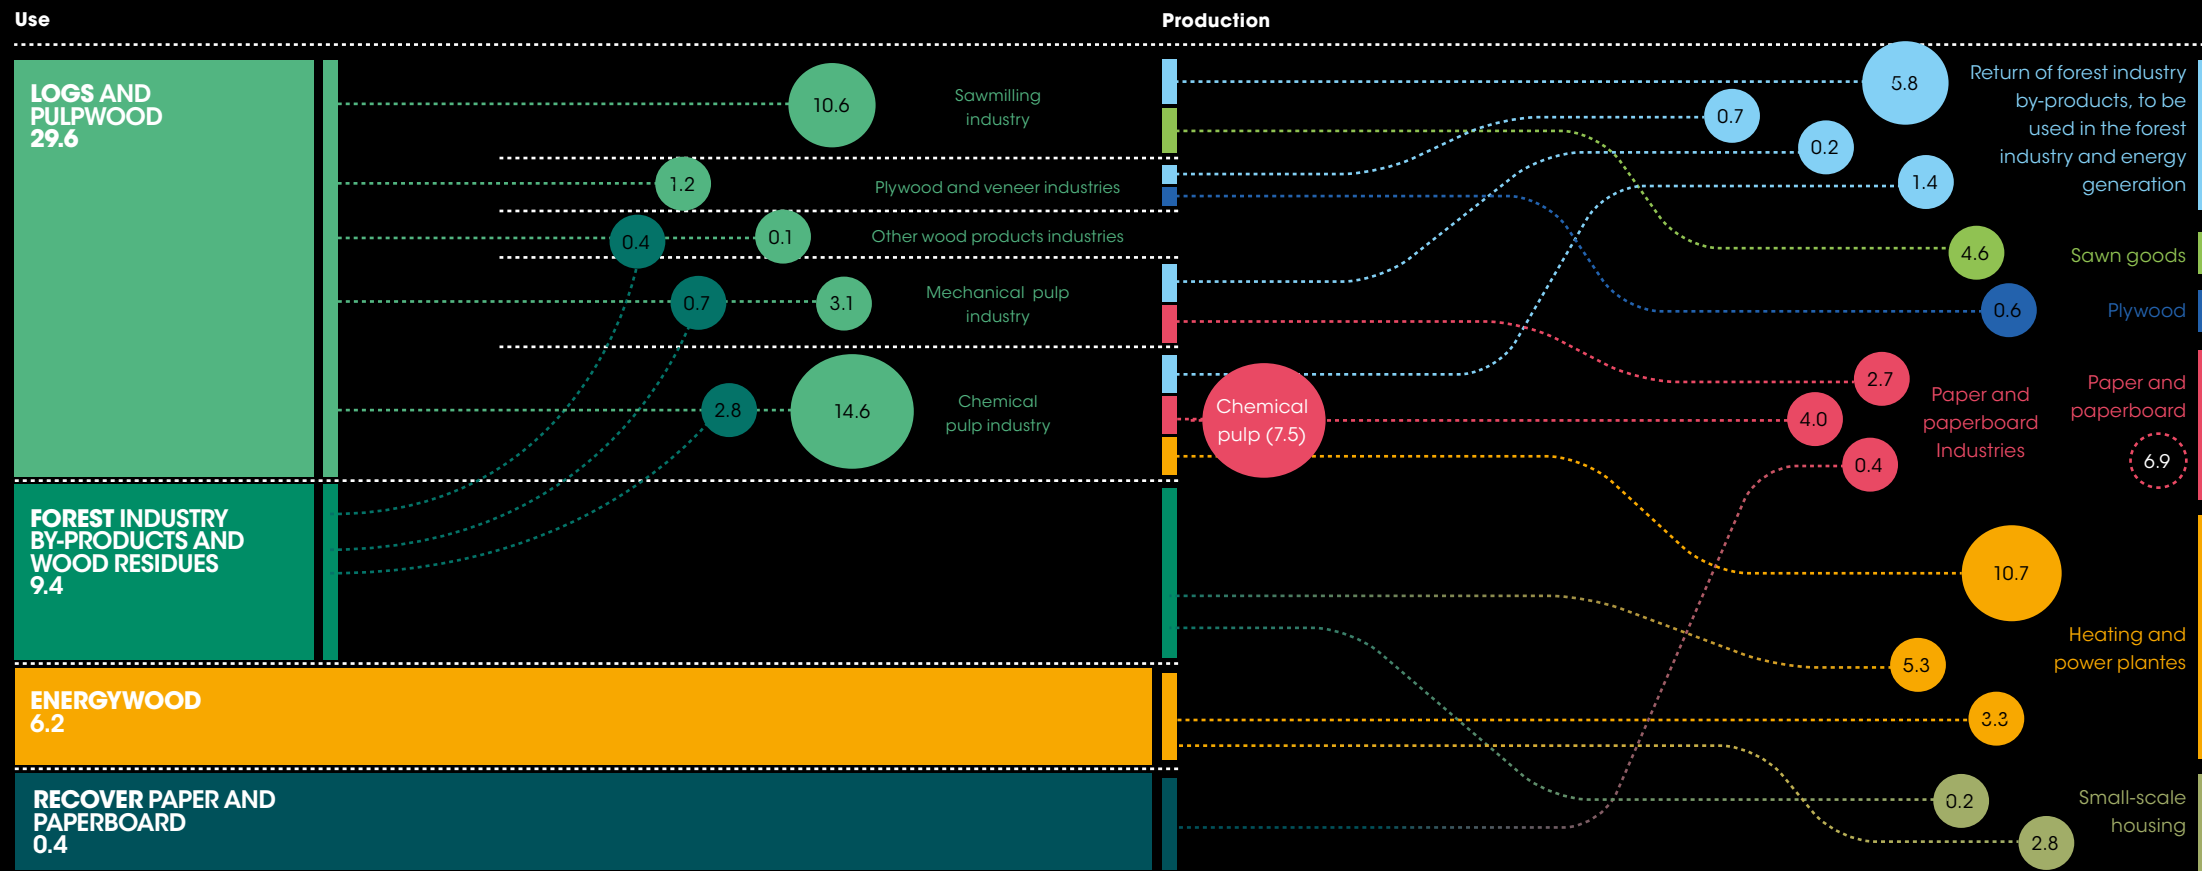 Use
Production
LOGS AND
PULPWOOD
29.6
10.6
Sawmilling
industry
1.2
Plywood and veneer industries
0.4
0.1
Other wood products industries
0.7
3.1
Mechanical pulp
industry
2.8
14.6
Chemical
pulp industry
FOREST INDUSTRY
BY-PRODUCTS AND
WOOD RESIDUES
9.4
ENERGYWOOD
6.2
RECOVER PAPER AND
PAPERBOARD
0.4
5.8
0.7
0.2
1.4
Return of forest industry
by-products, to be
used in the forest
industry and energy
generation
4.6
Sawn goods
0.6
Plywood
Chemical
pulp (7.5)
2.7
4.0
0.4
Paper and
paperboard
Industries
Paper and
paperboard
6.9
10.7
5.3
3.3
Heating and
power plantes
0.2
2.8
Small-scale
housing